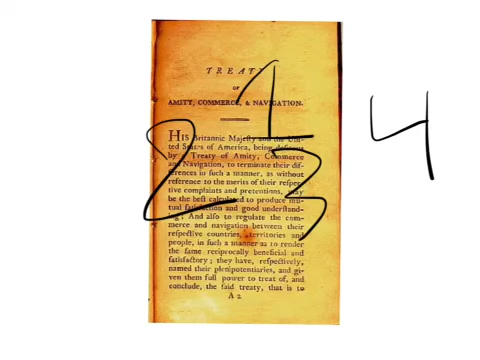 TREATY
OF
AMITY, COMMERCE, & NAVIGATION.
HIS Britannic Majeſty and the Uni-
ted States of America, being deſirous
by a Treaty of Amity, Commerce
and Navigation, to terminate their dif-
ferences in ſuch a manner, as without
reference to the merits of their reſpec-
tive complaints and pretentions, may
be the beſt calculated to produce mu-
tual ſatisfaction and good underſtand-
ing; And alſo to regulate the com-
merce and navigation between their
reſpective countries, territories and
people, in ſuch a manner as to render
the ſame reciprocally beneficial and
ſatisfactory; they have, reſpectively,
named their plenipotentiaries, and gi-
ven them full power to treat of, and
conclude, the ſaid treaty, that is to
A 2
1
2
3
4